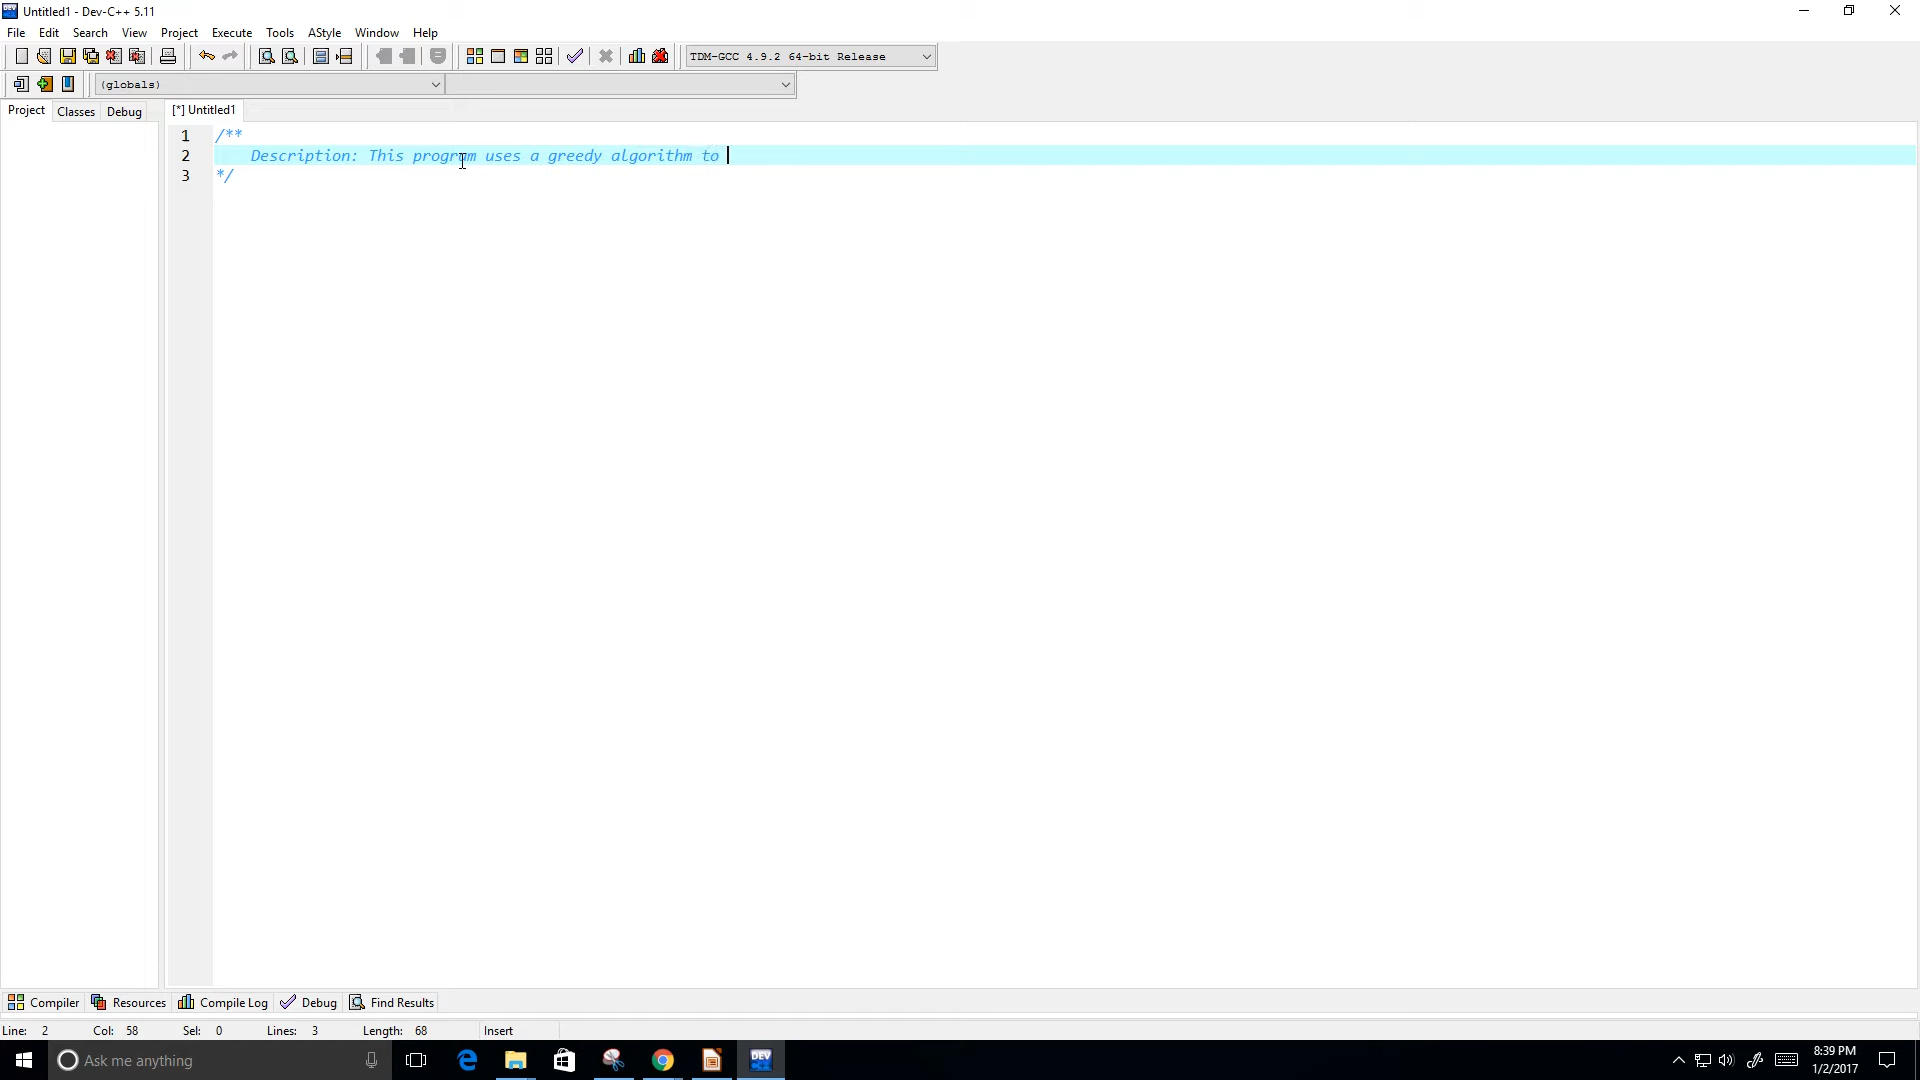 Untitled1 - Dev-C++ 5.11
File Edit Search View Project Execute Tools AStyle Window Help
TDM-GCC 4.9.2 64-bit Release
(globals)
Project Classes Debug [*] Untitled1
1 /**
2 Description: This program uses a greedy algorithm to
3 */
Compiler Resources Compile Log Debug Find Results
Line: 2 Col: 58 Sel: 0 Lines: 3 Length: 68 Insert
Ask me anything
DEV
8:39 PM
1/2/2017